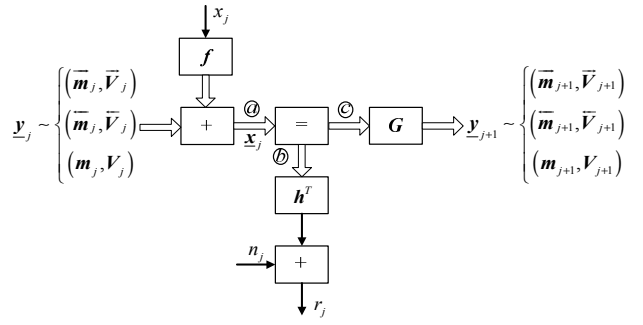 x_j
f
y_j ~ { (m⃗_j, V⃗_j)
(m⃗_j, V⃗_j)
(m_j, V_j)
+
ⓐ
x_j
=
ⓑ
ⓒ
G
y_{j+1} ~ { (m⃗_{j+1}, V⃗_{j+1})
(m⃗_{j+1}, V⃗_{j+1})
(m_{j+1}, V_{j+1})
h^T
n_j
+
r_j